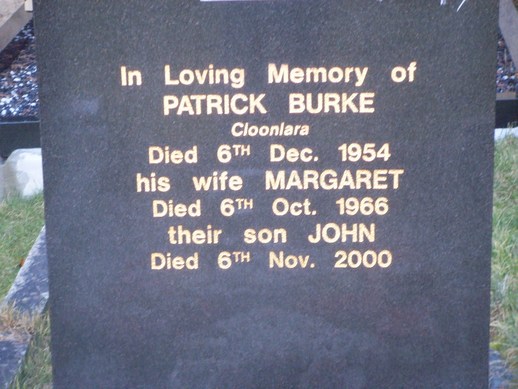 In Loving Memory of
PATRICK BURKE
Cloonlara
Died 6TH Dec. 1954
his wife MARGARET
Died 6TH Oct. 1966
their son JOHN
Died 6TH Nov. 2000